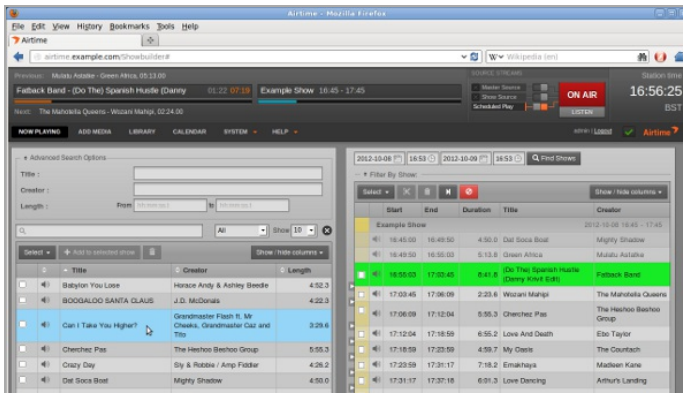 Airtime - Mozilla Firefox
File Edit View History Bookmarks Tools Help
Airtime
airtime.example.com/Showbuilder#
Wikipedia (en)
Previous: Mulatu Astatke - Green Africa, 05:13.00
SOURCE STREAMS
Station time
Fatback Band - (Do The) Spanish Hustle (Danny 01:22 07:19
Example Show 16:45 - 17:45
Master Source
Show Source
Scheduled Play
ON AIR
LISTEN
16:56:25
BST
Next: The Mahotella Queens - Wozani Mahipi, 02:24.00
NOW PLAYING ADD MEDIA LIBRARY CALENDAR SYSTEM HELP
admin | Logout
Airtime
Advanced Search Options
Title :
Creator :
Length : From hh:mm:ss.t to hh:mm:ss.t
All Show 10
Select + Add to selected show Show / hide columns
Title Creator Length
Babylon You Lose Horace Andy & Ashley Beedle 4:52.3
BOOGALOO SANTA CLAUS J.D. McDonals 4:22.3
Can I Take You Higher? Grandmaster Flash ft. Mr Cheeks, Grandmaster Caz and Tito 3:29.6
Cherchez Pas The Heshoo Beshoo Group 5:55.3
Crazy Day Sly & Robbie / Amp Fiddler 4:26.2
Dat Soca Boat Mighty Shadow 4:50.0
2012-10-09 16:53 2012-10-09 16:53 Find Shows
Filter By Show:
Select Show / hide columns
Start End Duration Title Creator
Example Show 2012-10-08 16:45 - 17:45
16:45:00 16:49:50 4:50.0 Dat Soca Boat Mighty Shadow
16:49:50 16:55:03 5:13.8 Green Africa Mulatu Astatke
16:55:03 17:03:45 8:41.8 (Do The) Spanish Hustle (Danny Krivit Edit) Fatback Band
17:03:45 17:06:09 2:23.6 Wozani Mahipi The Mahotella Queens
17:06:09 17:12:04 5:55.3 Cherchez Pas The Heshoo Beshoo Group
17:12:04 17:18:59 6:55.2 Love And Death Ebo Taylor
17:18:59 17:23:59 4:59.7 My Oasis The Countach
17:23:59 17:31:17 7:18.2 Emakhaya Madleen Kane
17:31:17 17:37:18 6:01.3 Love Dancing Arthur's Landing